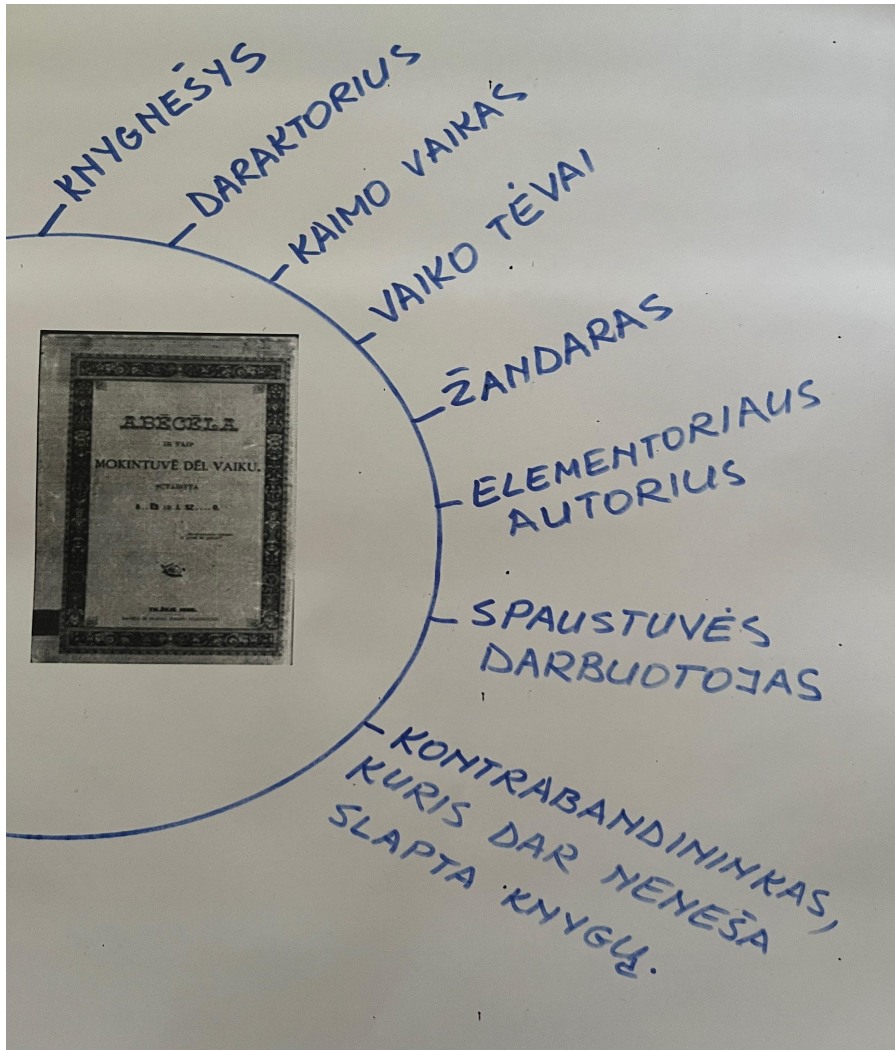 KNYGNEŠYS
DARAKTORIUS
KAIMO VAIKAS
VAIKO TĖVAI
ŽANDARAS
ELEMENTORIAUS
AUTORIUS
SPAUSTUVĖS
DARBUOTOJAS
KONTRABANDININKAS,
KURIS DAR NENEŠA
SLAPTA KNYGŲ.
ABĖCĖLA
MOKINTUVĖ DĖL VAIKU.